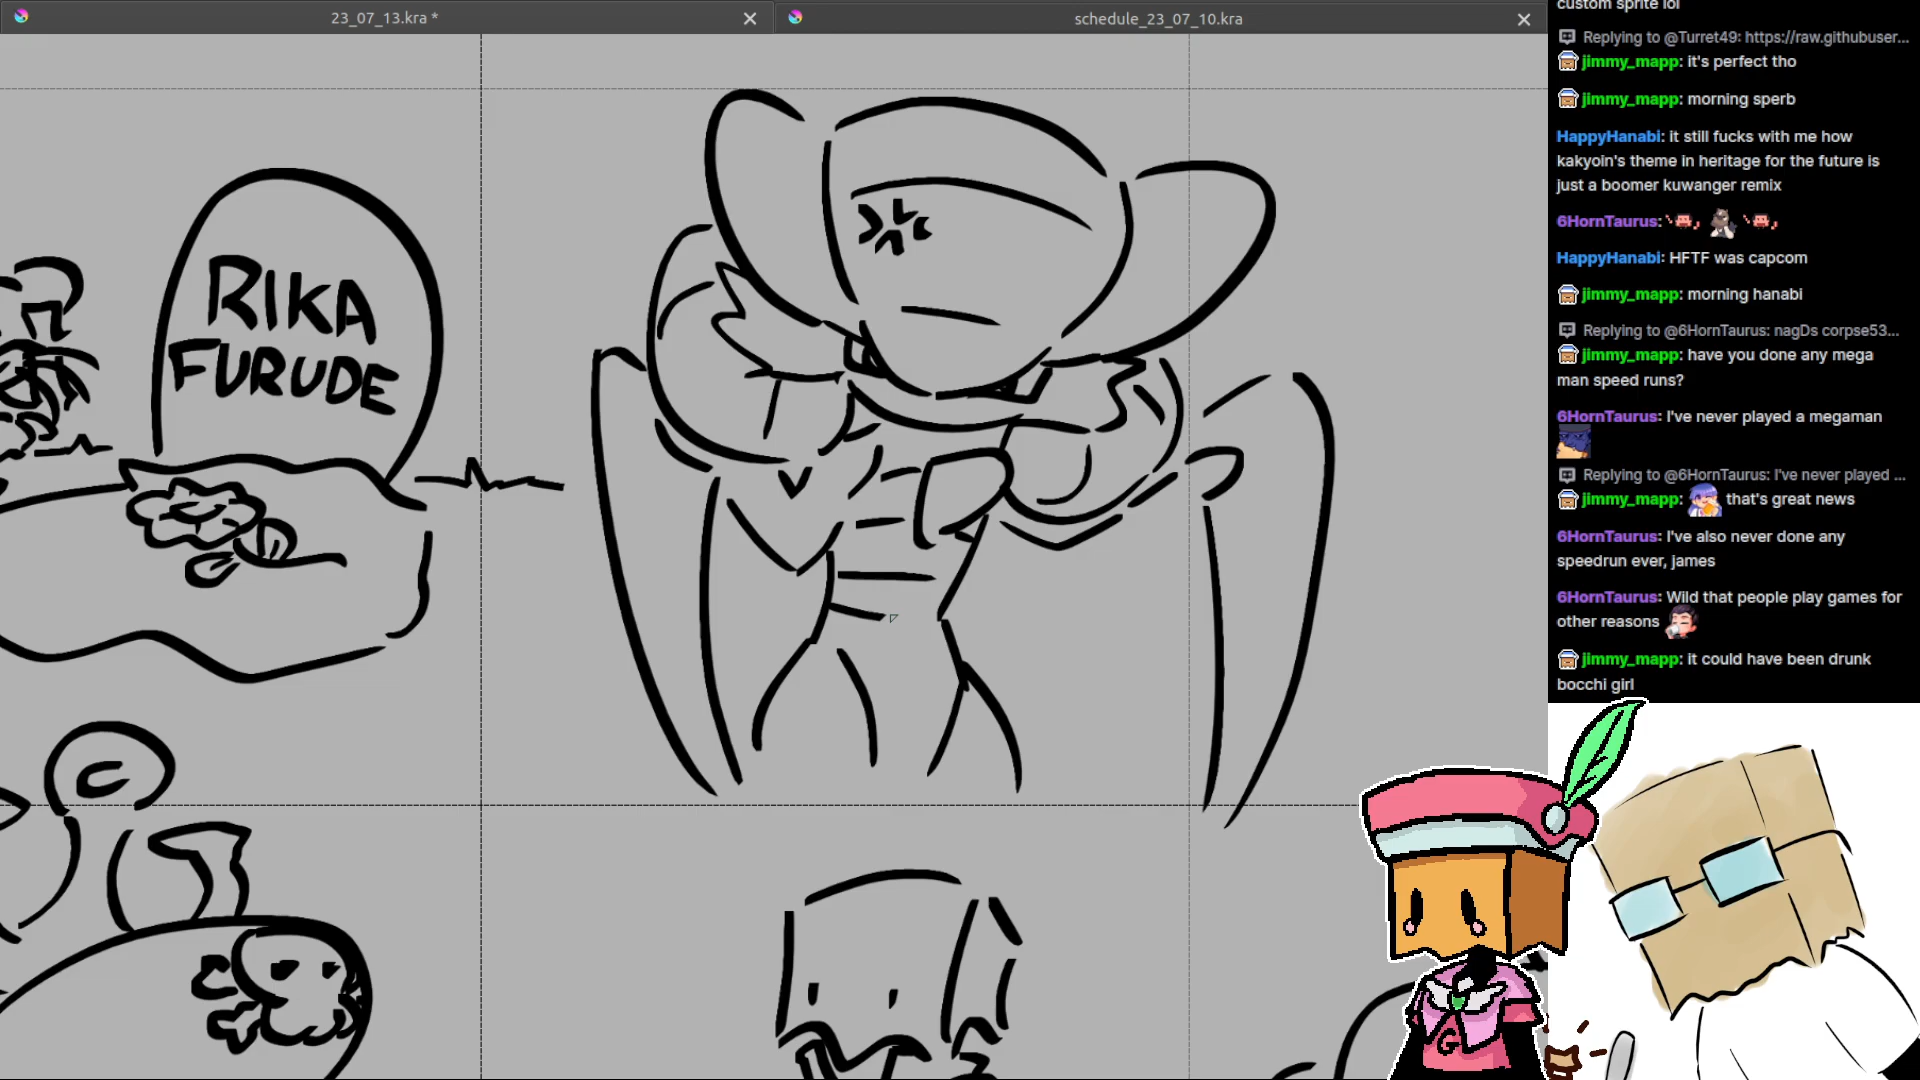 23_07_13.kra *
schedule_23_07_10.kra
RIKA
FURUDE
custom sprite lol
Replying to @Turret49: https://raw.githubuser...
jimmy_mapp: it's perfect tho
jimmy_mapp: morning sperb
HappyHanabi: it still fucks with me how
kakyoin's theme in heritage for the future is
just a boomer kuwanger remix
6HornTaurus:
HappyHanabi: HFTF was capcom
jimmy_mapp: morning hanabi
Replying to @6HornTaurus: nagDs corpse53...
jimmy_mapp: have you done any mega
man speed runs?
6HornTaurus: I've never played a megaman
Replying to @6HornTaurus: I've never played ...
jimmy_mapp: that's great news
6HornTaurus: I've also never done any
speedrun ever, james
6HornTaurus: Wild that people play games for
other reasons
jimmy_mapp: it could have been drunk
bocchi girl
G